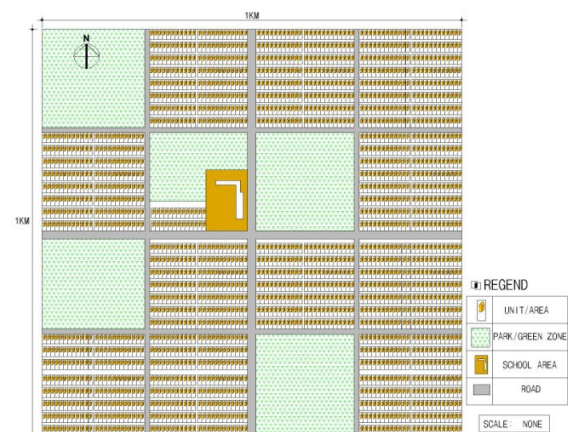 1KM
N
1KM
REGEND
UNIT/AREA
PARK/GREEN ZONE
SCHOOL AREA
ROAD
SCALE: NONE